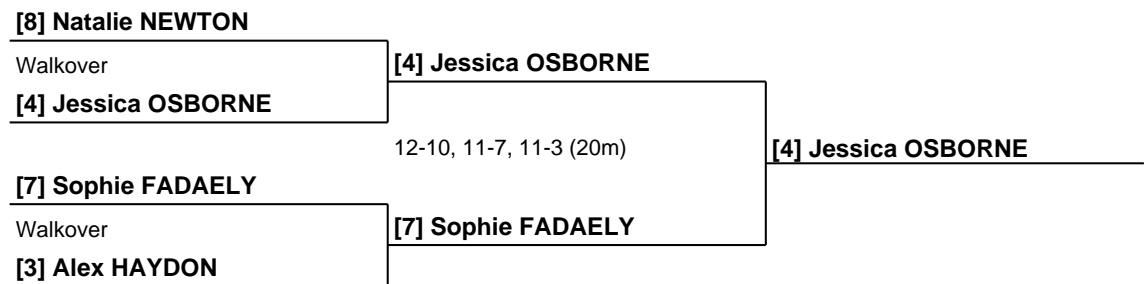 [8] Natalie NEWTON
Walkover
[4] Jessica OSBORNE
[4] Jessica OSBORNE
12-10, 11-7, 11-3 (20m)
[4] Jessica OSBORNE
[7] Sophie FADAELY
Walkover
[7] Sophie FADAELY
[3] Alex HAYDON